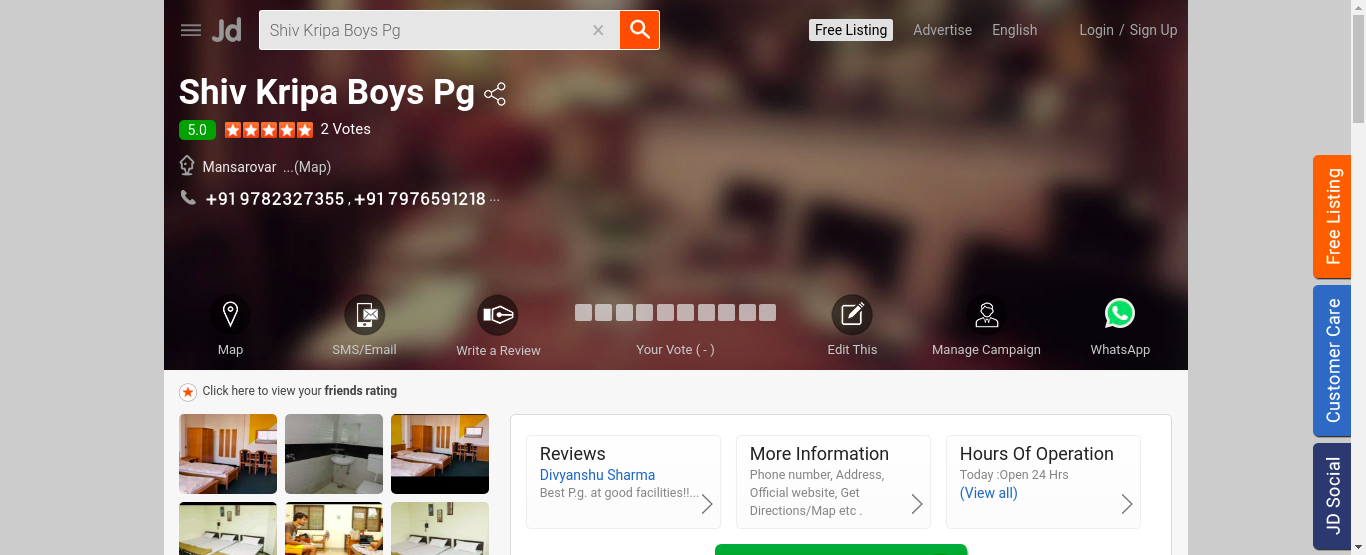 Jd
Shiv Kripa Boys Pg ×
Free Listing Advertise English Login / Sign Up
Shiv Kripa Boys Pg
5.0 2 Votes
Mansarovar ...(Map)
+91 9782327355 , +91 7976591218 ...
Map SMS/Email Write a Review Your Vote ( - ) Edit This Manage Campaign WhatsApp
Click here to view your friends rating
Reviews
Divyanshu Sharma
Best P.g. at good facilities!!...
More Information
Phone number, Address,
Official website, Get
Directions/Map etc .
Hours Of Operation
Today :Open 24 Hrs
(View all)
Free Listing
Customer Care
JD Social